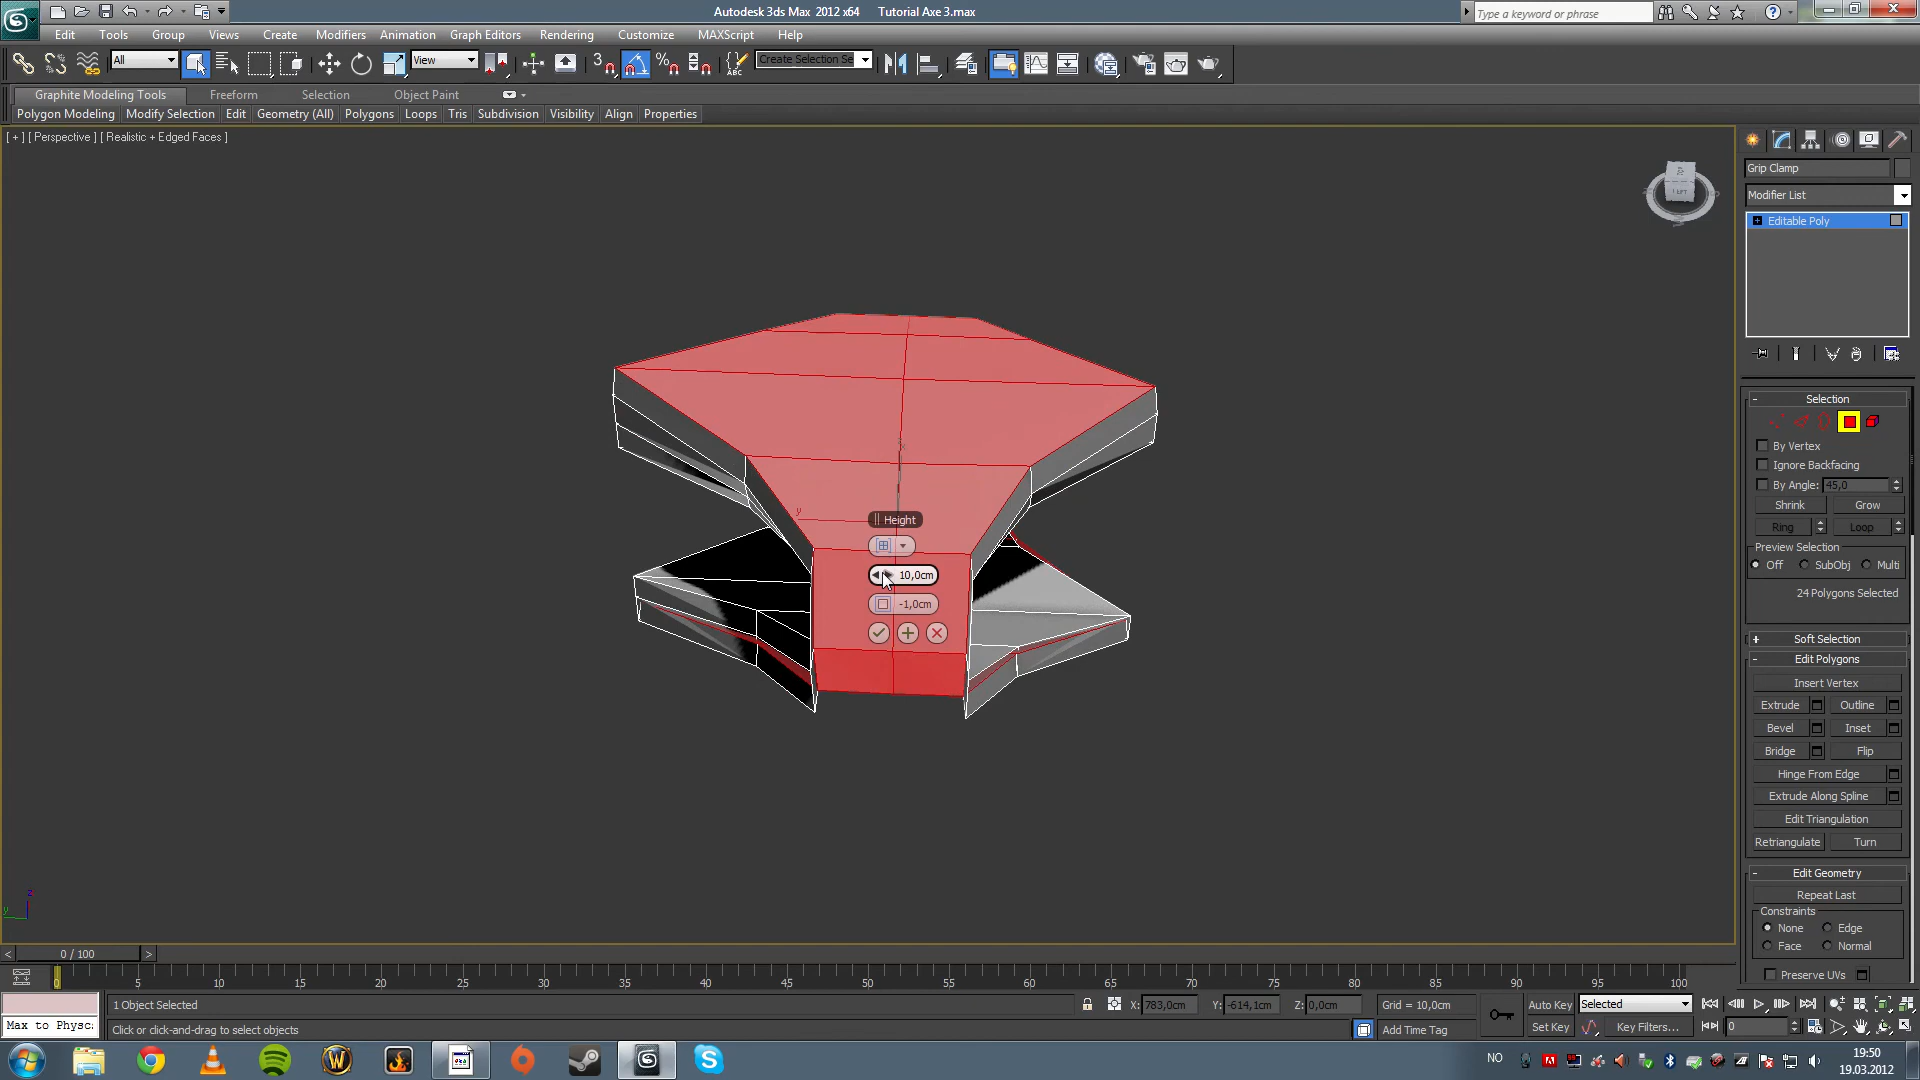 Autodesk 3ds Max 2012 x64 Tutorial Axe 3.max
Type a keyword or phrase
Edit Tools Group Views Create Modifiers Animation Graph Editors Rendering Customize MAXScript Help
All View 3 Create Selection Se
Graphite Modeling Tools Freeform Selection Object Paint
Polygon Modeling Modify Selection Edit Geometry (All) Polygons Loops Tris Subdivision Visibility Align Properties
[ + ] [ Perspective ] [ Realistic + Edged Faces ]
Grip Clamp
Modifier List
Editable Poly
LEFT
y
Height
10,0cm
-1,0cm
Selection
By Vertex
Ignore Backfacing
By Angle: 45,0
Shrink Grow
Ring Loop
Preview Selection
Off SubObj Multi
24 Polygons Selected
Soft Selection
Edit Polygons
Insert Vertex
Extrude Outline
Bevel Inset
Bridge Flip
Hinge From Edge
Extrude Along Spline
Edit Triangulation
Retriangulate Turn
Edit Geometry
Repeat Last
Constraints
None Edge
Face Normal
Preserve UVs
z
y
0 / 100
0 5 10 15 20 25 30 35 40 45 50 55 60 65 70 75 80 85 90 95 100
1 Object Selected X: 783,0cm Y: -614,1cm Z: 0,0cm Grid = 10,0cm Auto Key Selected
Max to Physc: Click or click-and-drag to select objects Add Time Tag Set Key Key Filters... 0
NO 19:50
19.03.2012